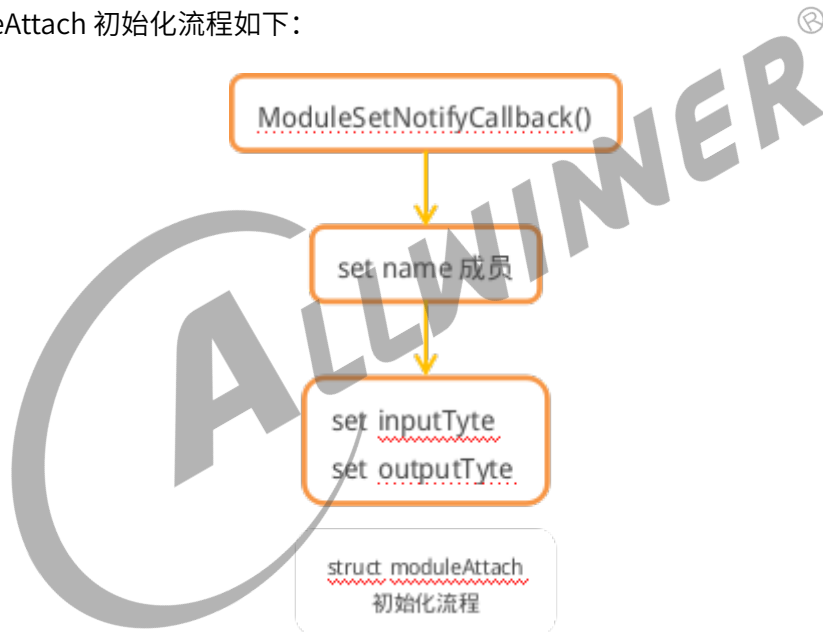 eAttach 初始化流程如下：
ModuleSetNotifyCallback()
set name 成员
set inputTyte
set outputTyte
struct moduleAttach
初始化流程
ALLWINNER®